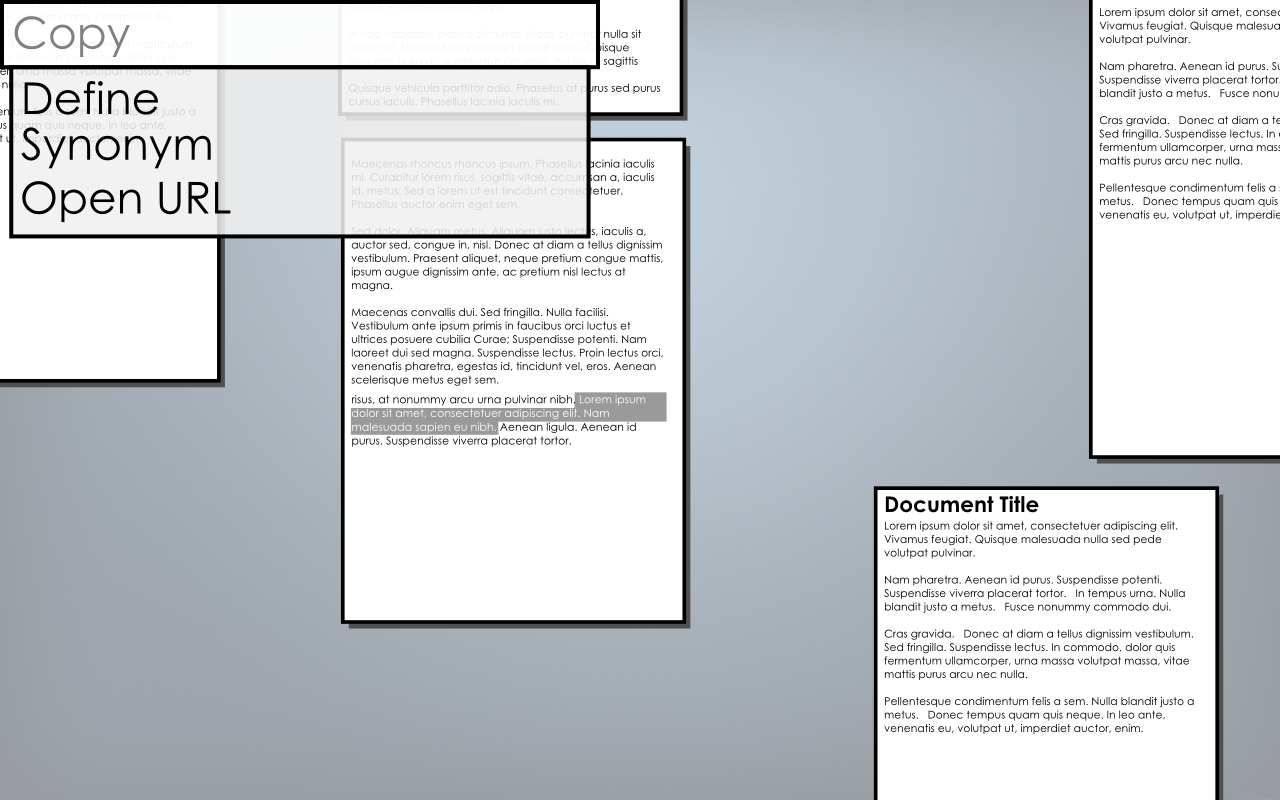 Copy
Define
Synonym
Open URL
In hac habitasse platea dictumst. Morbi pulvinar nulla sit
Quisque vehicula porttitor odio. Phasellus at purus sed purus
cursus iaculis. Phasellus lacinia iaculis mi.
Maecenas rhoncus rhoncus ipsum. Phasellus lacinia iaculis
mi. Curabitur lorem risus, sagittis vitae, accumsan a, iaculis
id, metus. Sed a lorem ut est tincidunt consectetuer.
Phasellus auctor enim eget sem.
Sed dolor. Aliquam metus. Aliquam justo lectus, iaculis a,
auctor sed, congue in, nisl. Donec at diam a tellus dignissim
vestibulum. Praesent aliquet, neque pretium congue mattis,
ipsum augue dignissim ante, ac pretium nisl lectus at
magna.
Maecenas convallis dui. Sed fringilla. Nulla facilisi.
Vestibulum ante ipsum primis in faucibus orci luctus et
ultrices posuere cubilia Curae; Suspendisse potenti. Nam
laoreet dui sed magna. Suspendisse lectus. Proin lectus orci,
venenatis pharetra, egestas id, tincidunt vel, eros. Aenean
scelerisque metus eget sem.
risus, at nonummy arcu urna pulvinar nibh. Lorem ipsum
dolor sit amet, consectetuer adipiscing elit. Nam
malesuada sapien eu nibh. Aenean ligula. Aenean id
purus. Suspendisse viverra placerat tortor.
Lorem ipsum dolor sit amet, consec
Vivamus feugiat. Quisque malesua
volutpat pulvinar.
Nam pharetra. Aenean id purus. Su
Suspendisse viverra placerat tortor.
blandit justo a metus. Fusce nonu
Cras gravida. Donec at diam a te
Sed fringilla. Suspendisse lectus. In
fermentum ullamcorper, urna mass
mattis purus arcu nec nulla.
Pellentesque condimentum felis a s
metus. Donec tempus quam quis
venenatis eu, volutpat ut, imperdie
Document Title
Lorem ipsum dolor sit amet, consectetuer adipiscing elit.
Vivamus feugiat. Quisque malesuada nulla sed pede
volutpat pulvinar.
Nam pharetra. Aenean id purus. Suspendisse potenti.
Suspendisse viverra placerat tortor. In tempus urna. Nulla
blandit justo a metus. Fusce nonummy commodo dui.
Cras gravida. Donec at diam a tellus dignissim vestibulum.
Sed fringilla. Suspendisse lectus. In commodo, dolor quis
fermentum ullamcorper, urna massa volutpat massa, vitae
mattis purus arcu nec nulla.
Pellentesque condimentum felis a sem. Nulla blandit justo a
metus. Donec tempus quam quis neque. In leo ante,
venenatis eu, volutpat ut, imperdiet auctor, enim.